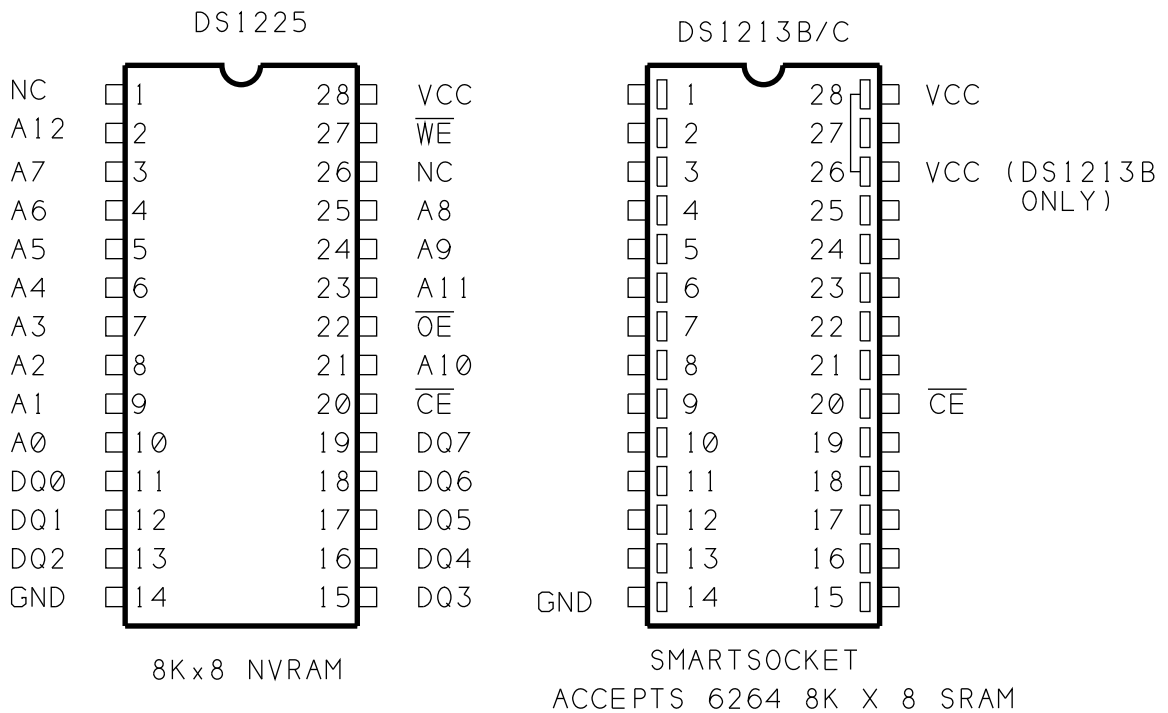 DS1225
NC 1 28 VCC
A12 2 27 W̅E̅
A7 3 26 NC
A6 4 25 A8
A5 5 24 A9
A4 6 23 A11
A3 7 22 O̅E̅
A2 8 21 A10
A1 9 20 C̅E̅
A0 10 19 DQ7
DQ0 11 18 DQ6
DQ1 12 17 DQ5
DQ2 13 16 DQ4
GND 14 15 DQ3
8Kx8 NVRAM
DS1213B/C
1 28 VCC
2 27
3 26 VCC (DS1213B
ONLY)
4 25
5 24
6 23
7 22
8 21
9 20 C̅E̅
10 19
11 18
12 17
13 16
GND 14 15
SMARTSOCKET
ACCEPTS 6264 8K X 8 SRAM